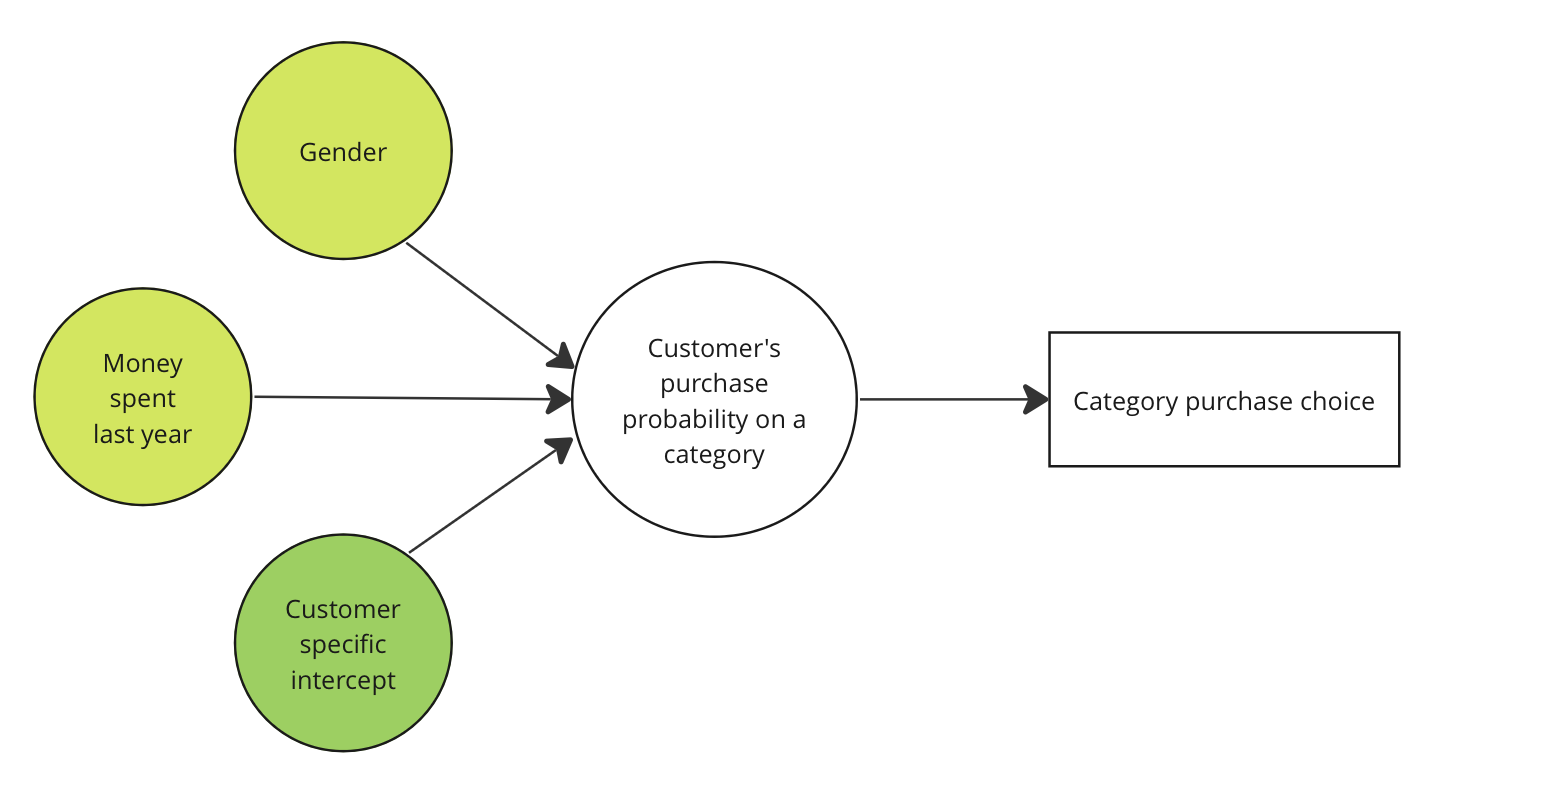 Gender
Money
spent
last year
Customer's
purchase
probability on a
category
Category purchase choice
Customer
specific
intercept